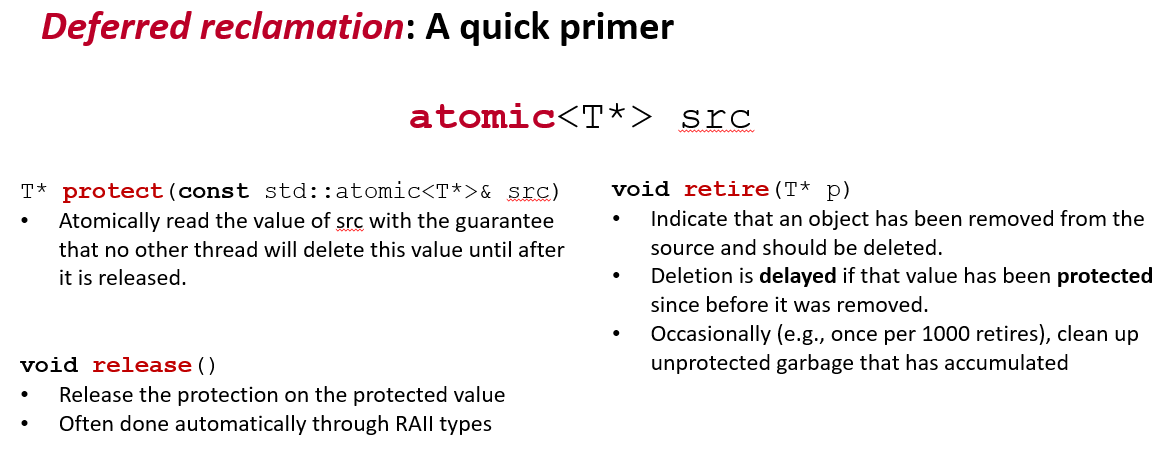 Deferred reclamation: A quick primer
atomic<T*> src
T* protect(const std::atomic<T*>& src)
• Atomically read the value of src with the guarantee
that no other thread will delete this value until after
it is released.
void release()
• Release the protection on the protected value
• Often done automatically through RAII types
void retire(T* p)
• Indicate that an object has been removed from the
source and should be deleted.
• Deletion is delayed if that value has been protected
since before it was removed.
• Occasionally (e.g., once per 1000 retires), clean up
unprotected garbage that has accumulated